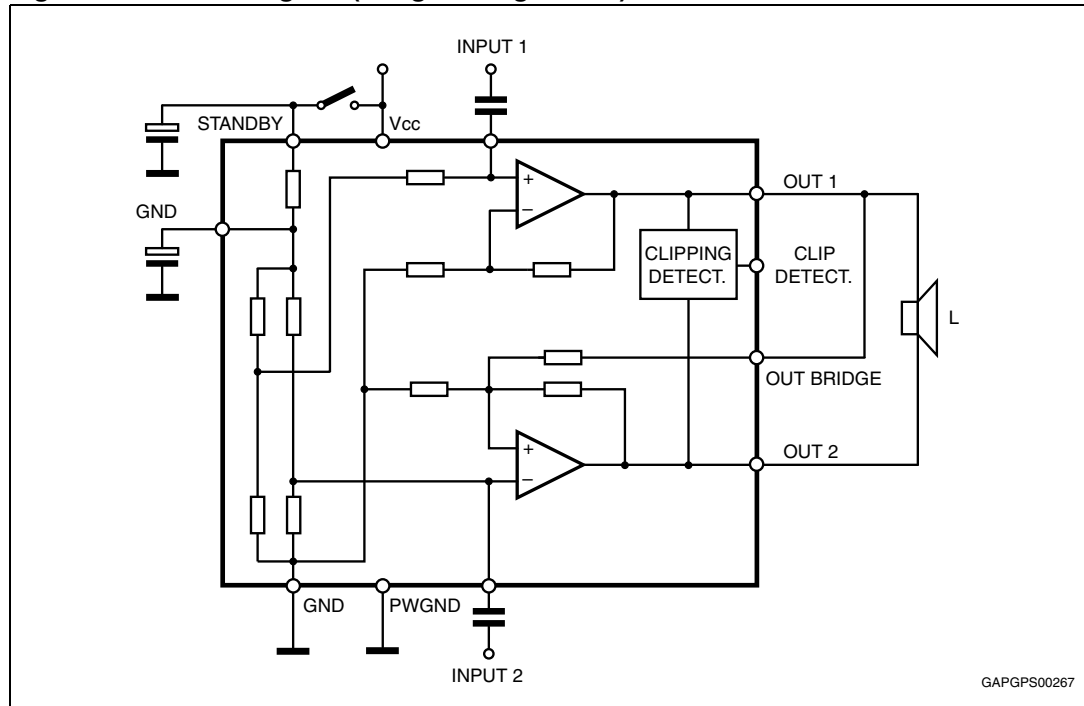 INPUT 1
STANDBY
Vcc
GND
+
−
OUT 1
CLIPPING
DETECT.
CLIP
DETECT.
L
OUT BRIDGE
+
−
OUT 2
GND
PWGND
INPUT 2
GAPGPS00267